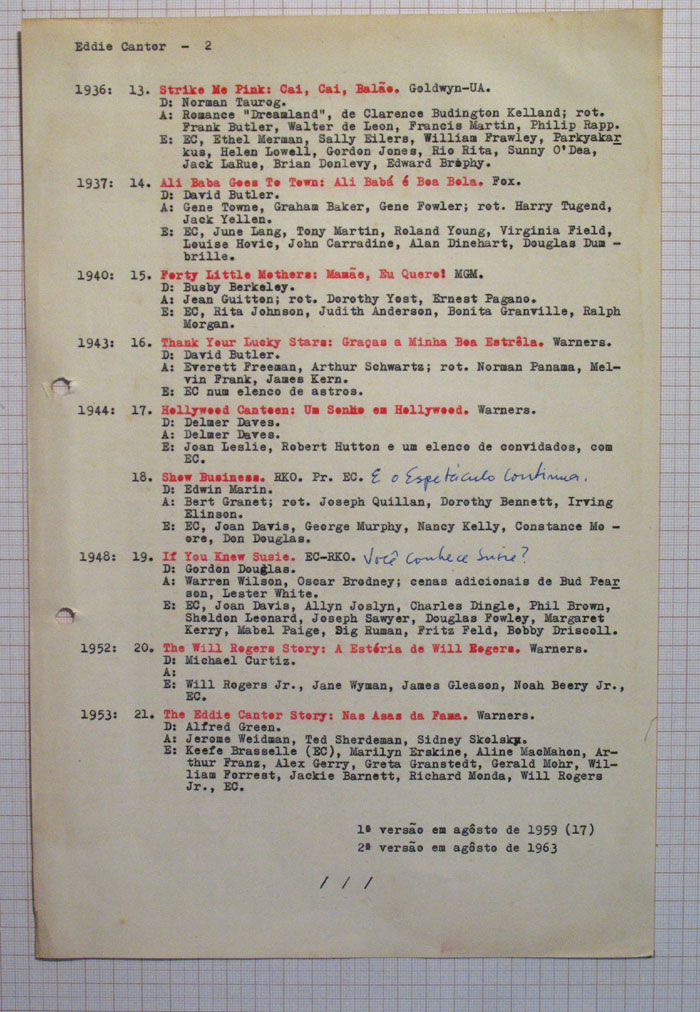 Eddie Cantor - 2
1936: 13. Strike Me Pink: Cai, Cai, Balão. Goldwyn-UA.
D: Norman Taurog.
A: Romance "Dreamland", de Clarence Budington Kelland; rot.
Frank Butler, Walter de Leon, Francis Martin, Philip Rapp.
E: EC, Ethel Merman, Sally Eilers, William Frawley, Parkyakar
kus, Helen Lowell, Gordon Jones, Rio Rita, Sunny O'Dea,
Jack LaRue, Brian Donlevy, Edward Brophy.
1937: 14. Ali Baba Goes To Town: Ali Babá é Boa Bola. Fox.
D: David Butler.
A: Gene Towne, Graham Baker, Gene Fowler; rot. Harry Tugend,
Jack Yellen.
E: EC, June Lang, Tony Martin, Roland Young, Virginia Field,
Louise Hovic, John Carradine, Alan Dinehart, Douglas Dum -
brille.
1940: 15. Forty Little Mothers: Mamãe, Eu Quero! MGM.
D: Busby Berkeley.
A: Jean Guitton; rot. Dorothy Yost, Ernest Pagano.
E: EC, Rita Johnson, Judith Anderson, Bonita Granville, Ralph
Morgan.
1943: 16. Thank Your Lucky Stars: Graças a Minha Boa Estrêla. Warners.
D: David Butler.
A: Everett Freeman, Arthur Schwartz; rot. Norman Panama, Mel-
vin Frank, James Kern.
E: EC num elenco de astros.
1944: 17. Hollywood Canteen: Um Sonho em Hollywood. Warners.
D: Delmer Daves.
A: Delmer Daves.
E: Joan Leslie, Robert Hutton e um elenco de convidados, com
EC.
18. Show Business. RKO. Pr. EC. E o Espetáculo Continua.
D: Edwin Marin.
A: Bert Granet; rot. Joseph Quillan, Dorothy Bennett, Irving
Elinson.
E: EC, Joan Davis, George Murphy, Nancy Kelly, Constance Mo -
ore, Don Douglas.
1948: 19. If You Knew Susie. EC-RKO. Você conhece Susie?
D: Gordon Douglas.
A: Warren Wilson, Oscar Brodney; cenas adicionais de Bud Pear
son, Lester White.
E: EC, Joan Davis, Allyn Joslyn, Charles Dingle, Phil Brown,
Sheldon Leonard, Joseph Sawyer, Douglas Fowley, Margaret
Kerry, Mabel Paige, Big Ruman, Fritz Feld, Bobby Driscoll.
1952: 20. The Will Rogers Story: A Estória de Will Rogers. Warners.
D: Michael Curtiz.
A:
E: Will Rogers Jr., Jane Wyman, James Gleason, Noah Beery Jr.,
EC.
1953: 21. The Eddie Cantor Story: Nas Asas da Fama. Warners.
D: Alfred Green.
A: Jerome Weidman, Ted Sherdeman, Sidney Skolsky.
E: Keefe Brasselle (EC), Marilyn Erskine, Aline MacMahon, Ar-
thur Franz, Alex Gerry, Greta Granstedt, Gerald Mohr, Wil-
liam Forrest, Jackie Barnett, Richard Monda, Will Rogers
Jr., EC.
1ª versão em agôsto de 1959 (17)
2ª versão em agôsto de 1963
/ / /